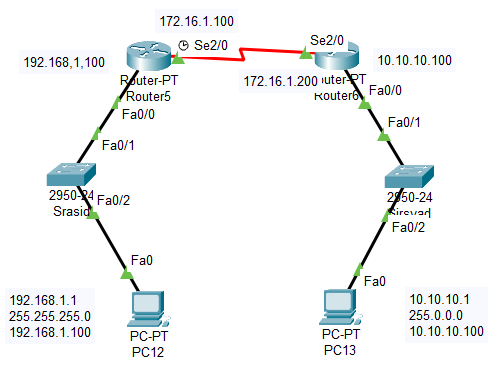 172.16.1.100
Se2/0
Se2/0
192.168,1,100
10.10.10.100
Router-PT
Router5
172.16.1.200
Router6
Fa0/0
Fa0/0
Fa0/1
Fa0/1
2950-24
Srasid
2950-24
Fa0/2
Fa0/2
Fa0
Fa0
192.168.1.1
255.255.255.0
192.168.1.100
PC-PT
PC12
PC-PT
PC13
10.10.10.1
255.0.0.0
10.10.10.100